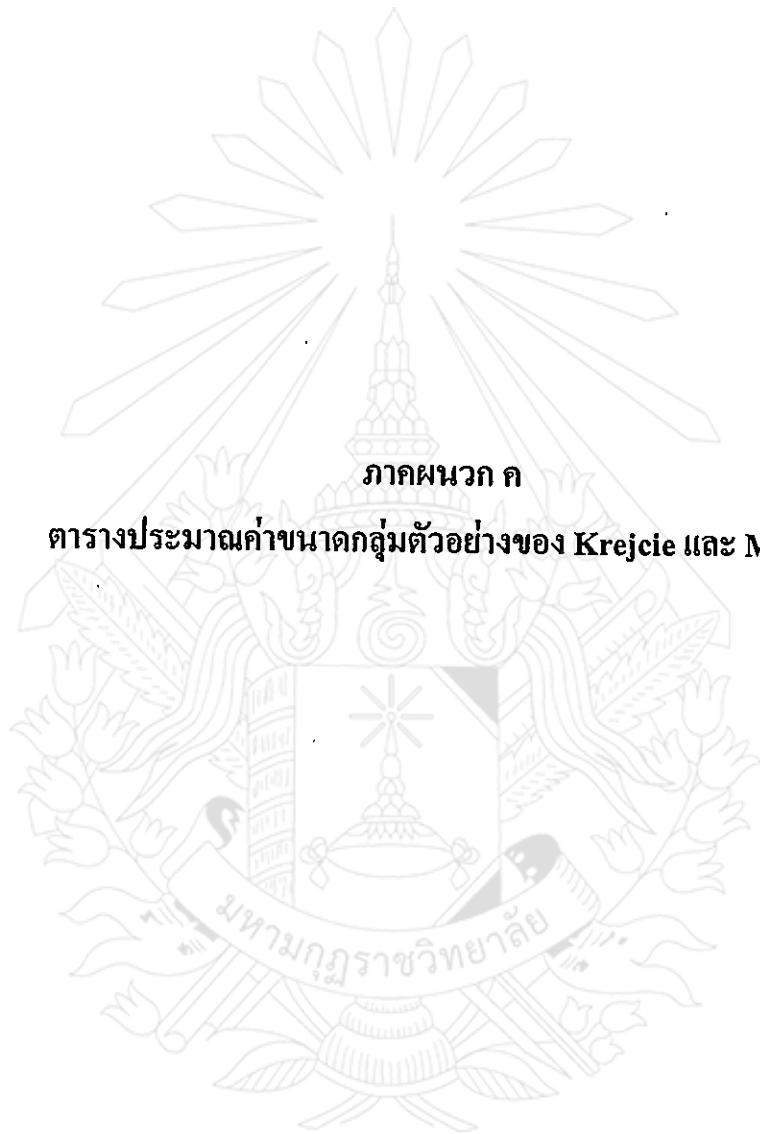 ภาคผนวก ค
ตารางประมาณค่าขนาดกลุ่มตัวอย่างของ Krejcie และ
มหามกุฏราชวิทยาลัย